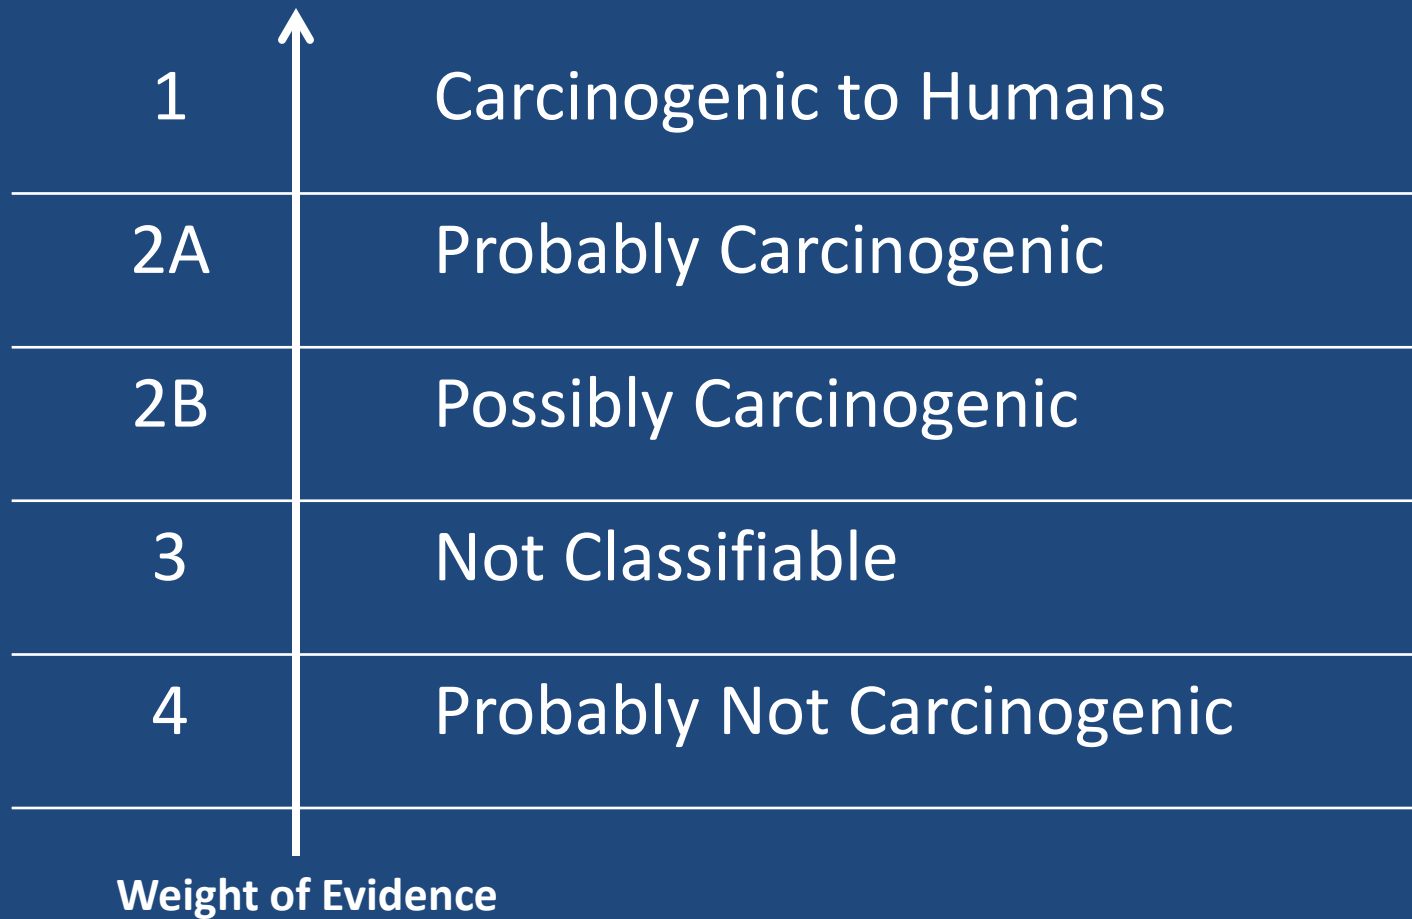 1 Carcinogenic to Humans
2A Probably Carcinogenic
2B Possibly Carcinogenic
3 Not Classifiable
4 Probably Not Carcinogenic
Weight of Evidence